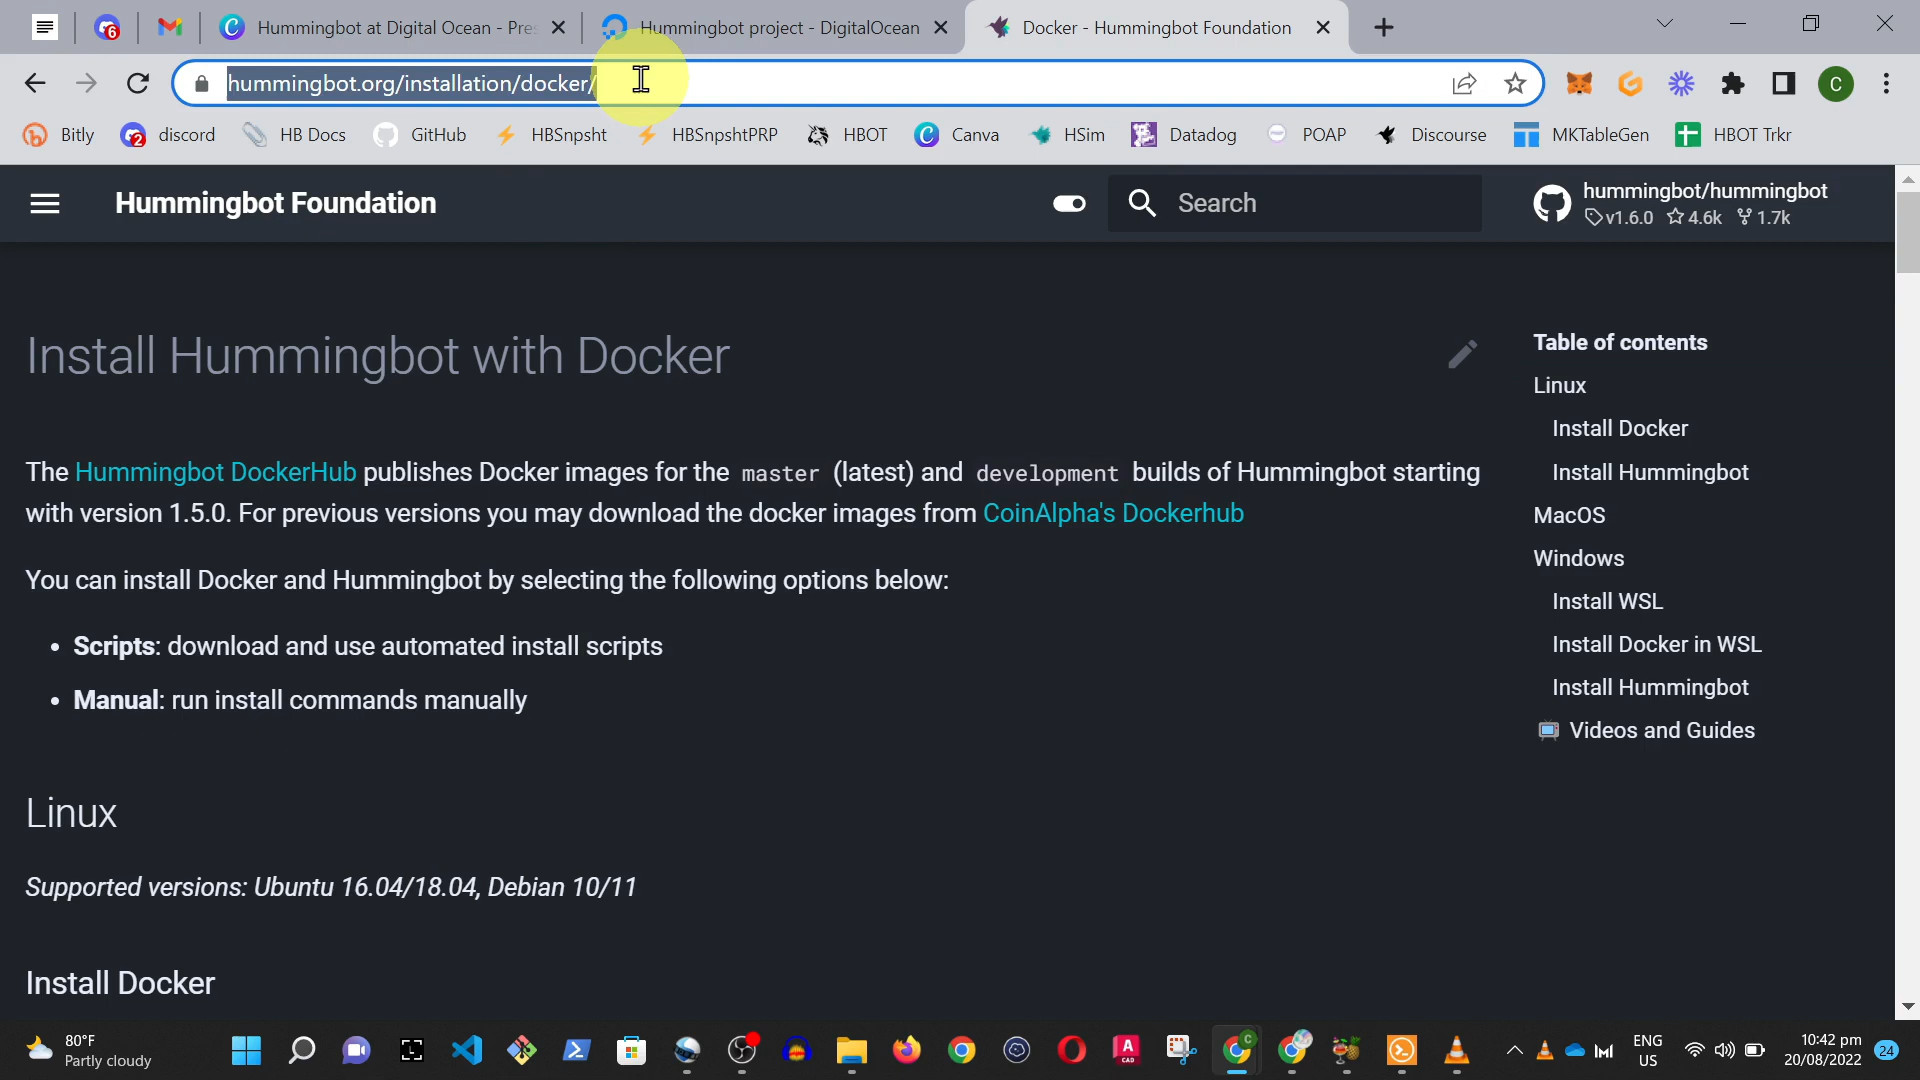 6
Hummingbot at Digital Ocean - Pres
Hummingbot project - DigitalOcean
Docker - Hummingbot Foundation
hummingbot.org/installation/docker/
C
2
Bitly
discord
HB Docs
GitHub
HBSnpsht
HBSnpshtPRP
HBOT
Canva
HSim
Datadog
POAP
Discourse
MKTableGen
HBOT Trkr
Hummingbot Foundation
Search
hummingbot/hummingbot
v1.6.0 4.6k 1.7k
Install Hummingbot with Docker
The Hummingbot DockerHub publishes Docker images for the master (latest) and development builds of Hummingbot starting
with version 1.5.0. For previous versions you may download the docker images from CoinAlpha's Dockerhub
You can install Docker and Hummingbot by selecting the following options below:
• Scripts: download and use automated install scripts
• Manual: run install commands manually
Linux
Supported versions: Ubuntu 16.04/18.04, Debian 10/11
Install Docker
Table of contents
Linux
Install Docker
Install Hummingbot
MacOS
Windows
Install WSL
Install Docker in WSL
Install Hummingbot
Videos and Guides
80°F
Partly cloudy
A
CAD
C
ENG
US
10:42 pm
20/08/2022
24